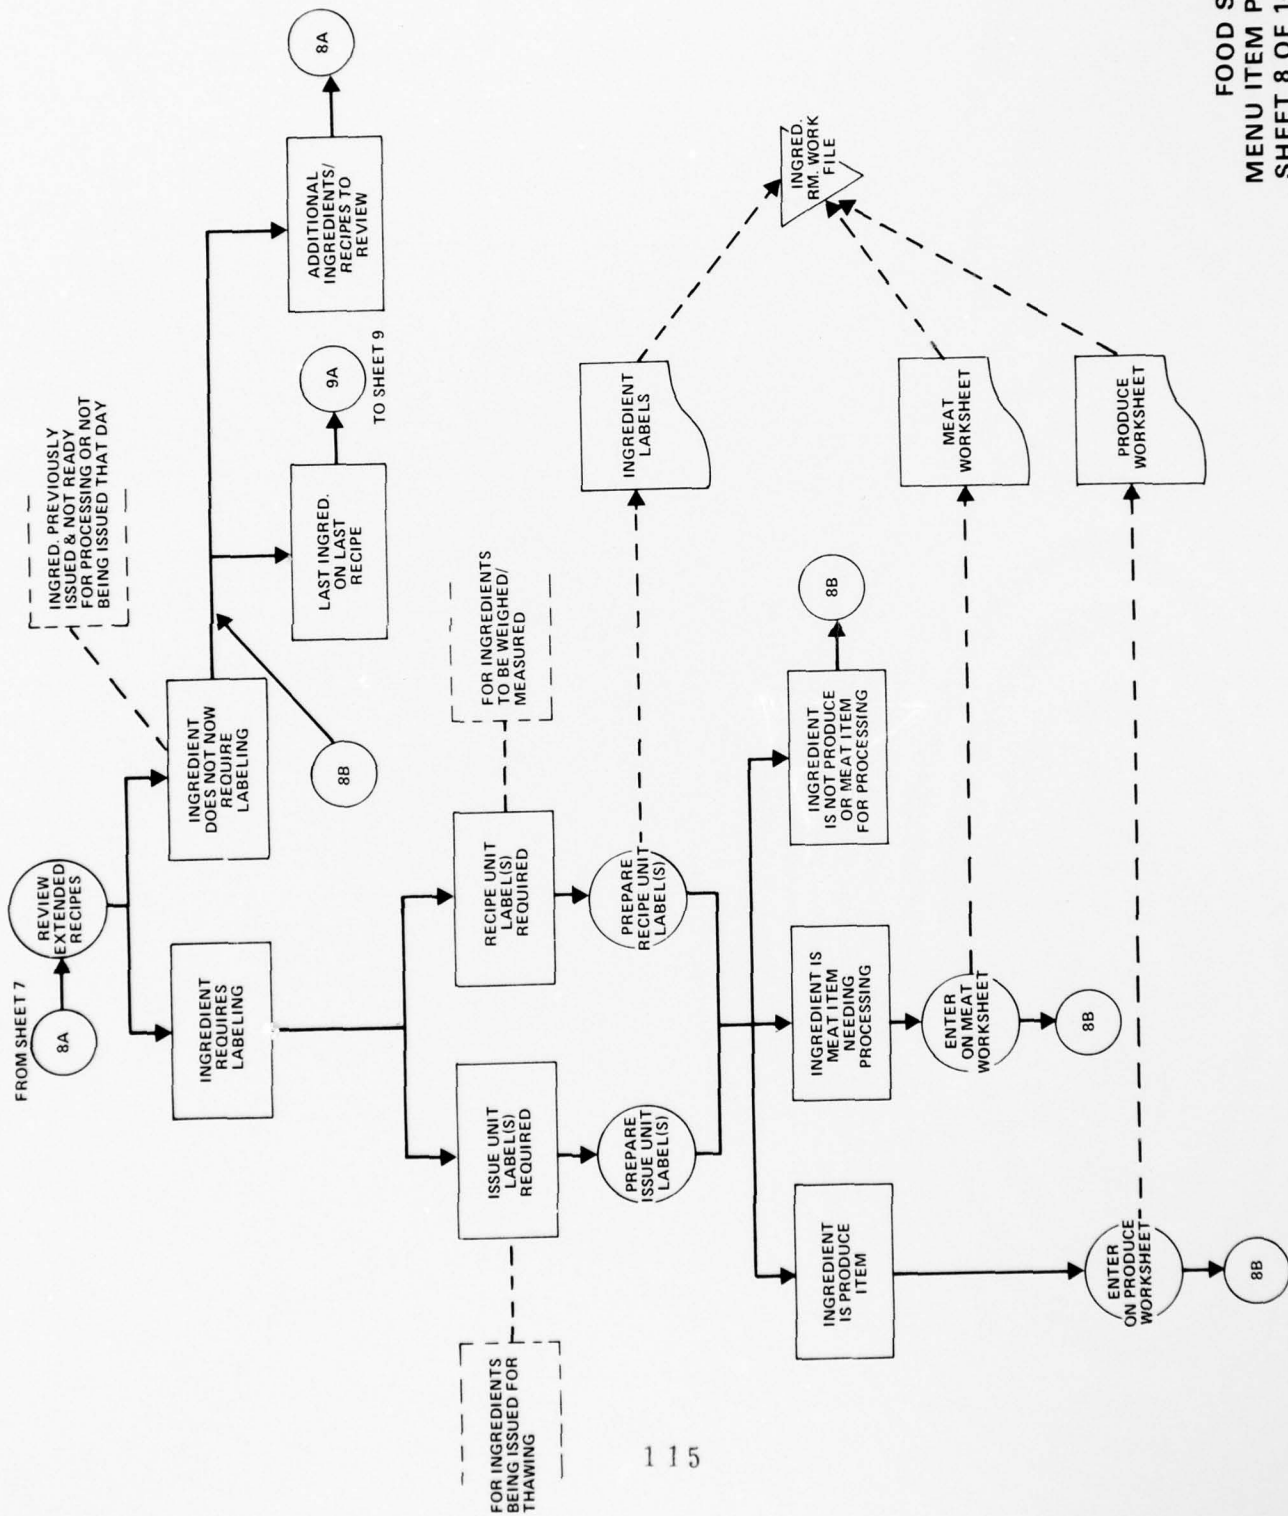 FROM SHEET 7
8A
REVIEW
EXTENDED
RECIPES
INGREDIENT
REQUIRES
LABELING
INGREDIENT
DOES NOT NOW
REQUIRE
LABELING
INGRED. PREVIOUSLY
ISSUED & NOT READY
FOR PROCESSING OR NOT
BEING ISSUED THAT DAY
8B
LAST INGRED.
ON LAST
RECIPE
9A
TO SHEET 9
ADDITIONAL
INGREDIENTS/
RECIPES TO
REVIEW
8A
FOR INGREDIENTS
BEING ISSUED FOR
THAWING
ISSUE UNIT
LABEL(S)
REQUIRED
RECIPE UNIT
LABEL(S)
REQUIRED
FOR INGREDIENTS
TO BE WEIGHED/
MEASURED
PREPARE
ISSUE UNIT
LABEL(S)
PREPARE
RECIPE UNIT
LABEL(S)
INGREDIENT
LABELS
INGREDIENT
IS PRODUCE
ITEM
INGREDIENT IS
MEAT ITEM
NEEDING
PROCESSING
INGREDIENT
IS NOT PRODUCE
OR MEAT ITEM
FOR PROCESSING
8B
INGRED.
RM. WORK
FILE
ENTER
ON MEAT
WORKSHEET
8B
MEAT
WORKSHEET
ENTER
ON PRODUCE
WORKSHEET
8B
PRODUCE
WORKSHEET
FOOD S
MENU ITEM P
SHEET 8 OF 1
115